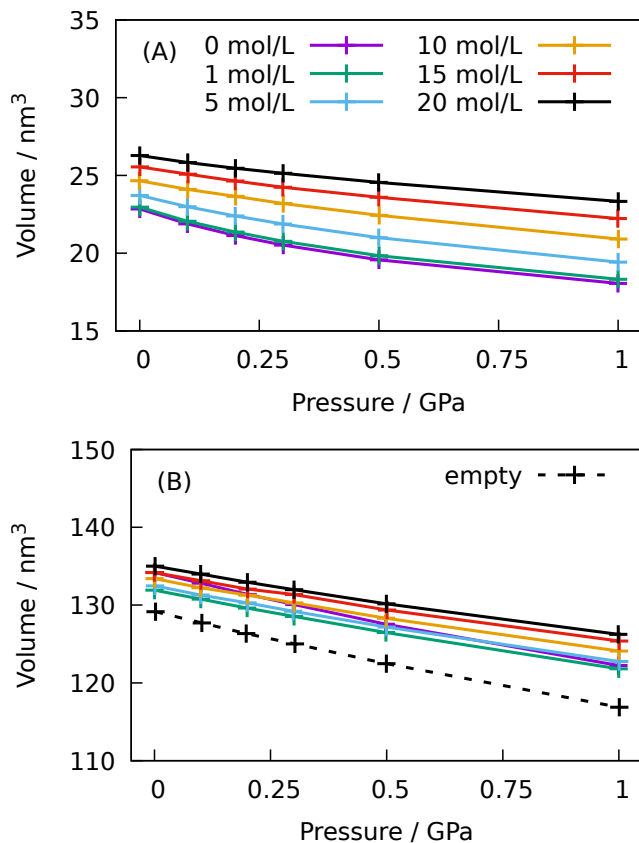 (A)
0 mol/L
1 mol/L
5 mol/L
10 mol/L
15 mol/L
20 mol/L
Volume / nm³
35
30
25
20
15
0 0.25 0.5 0.75 1
Pressure / GPa
(B)
empty
Volume / nm³
150
140
130
120
110
0 0.25 0.5 0.75 1
Pressure / GPa